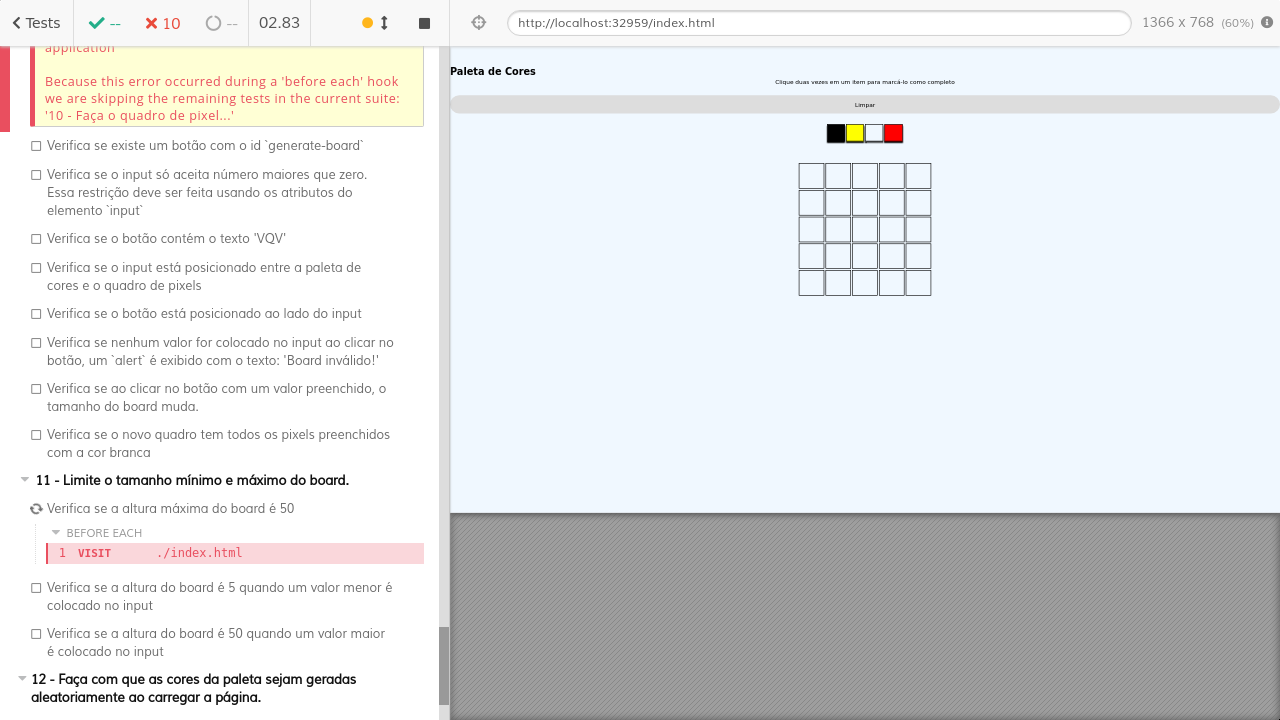 Tests
--
10
--
02.83
http://localhost:32959/index.html
1366 x 768 (60%)
application
Because this error occurred during a 'before each' hook
we are skipping the remaining tests in the current suite:
'10 - Faça o quadro de pixel...'
Verifica se existe um botão com o id `generate-board`
Verifica se o input só aceita número maiores que zero.
Essa restrição deve ser feita usando os atributos do
elemento `input`
Verifica se o botão contém o texto 'VQV'
Verifica se o input está posicionado entre a paleta de
cores e o quadro de pixels
Verifica se o botão está posicionado ao lado do input
Verifica se nenhum valor for colocado no input ao clicar no
botão, um `alert` é exibido com o texto: 'Board inválido!'
Verifica se ao clicar no botão com um valor preenchido, o
tamanho do board muda.
Verifica se o novo quadro tem todos os pixels preenchidos
com a cor branca
11 - Limite o tamanho mínimo e máximo do board.
Verifica se a altura máxima do board é 50
BEFORE EACH
1 VISIT ./index.html
Verifica se a altura do board é 5 quando um valor menor é
colocado no input
Verifica se a altura do board é 50 quando um valor maior
é colocado no input
12 - Faça com que as cores da paleta sejam geradas
aleatoriamente ao carregar a página.
Paleta de Cores
Clique duas vezes em um item para marcá-lo como completo
Limpar